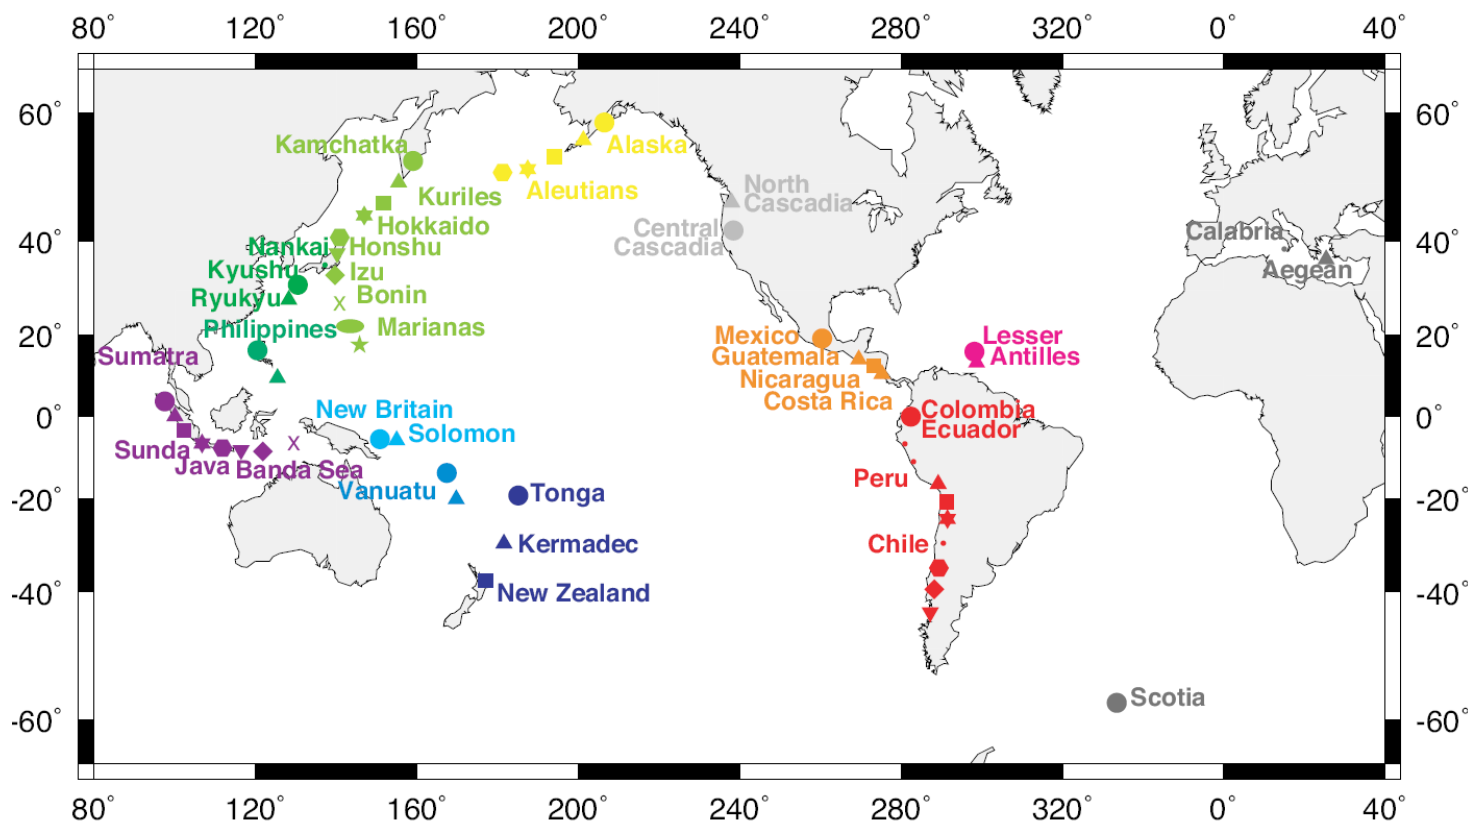 80° 120° 160° 200° 240° 280° 320° 0° 40°
60° 60°
Kamchatka
Alaska
North
Aleutians
Kuriles
Cascadia
Hokkaido
Central
Calabria
40° Nankai Honshu Cascadia 40°
Kyushu Izu
Aegean
Ryukyu Bonin
Philippines Marianas
20° Mexico Lesser 20°
Sumatra Guatemala Antilles
Nicaragua
Costa Rica
0° New Britain Colombia 0°
Solomon Ecuador
Sunda
Java Banda Sea
Peru
Vanuatu Tonga
-20° -20°
Kermadec Chile
-40° New Zealand -40°
Scotia
-60° -60°
80° 120° 160° 200° 240° 280° 320° 0° 40°